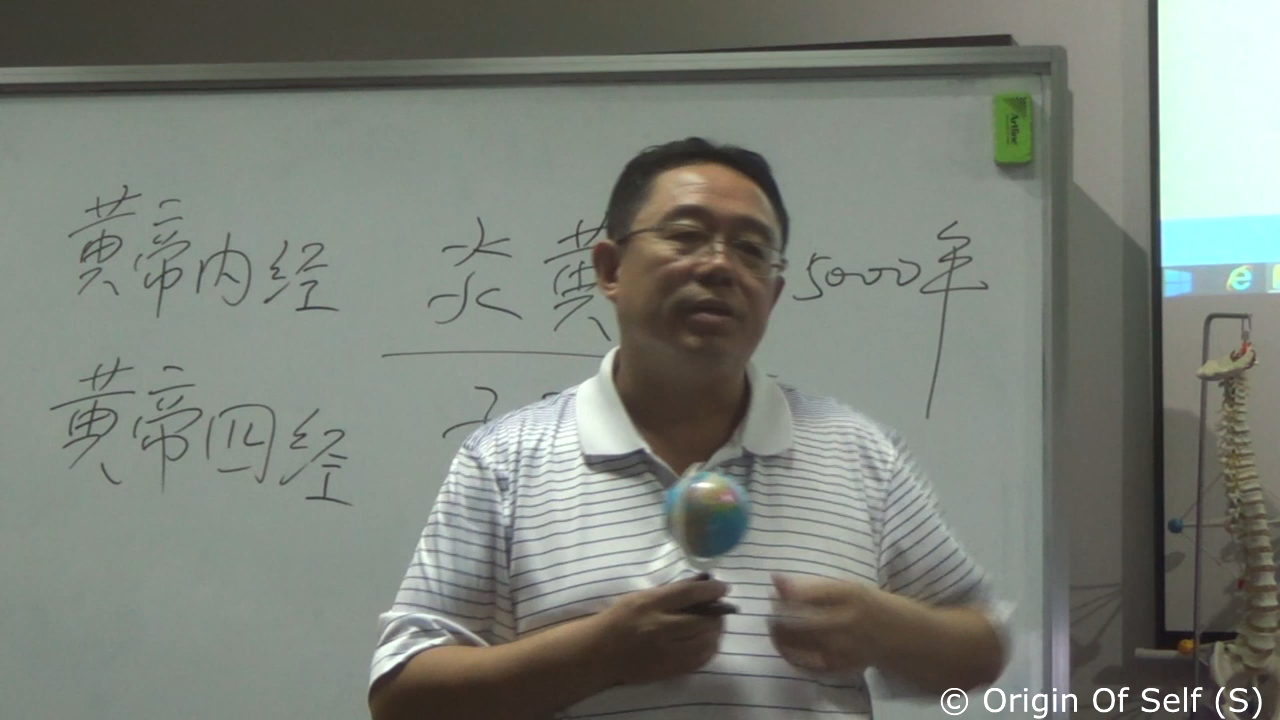 黄帝内经
炎黄
5000年
黄帝四经
Artline
© Origin Of Self (S)